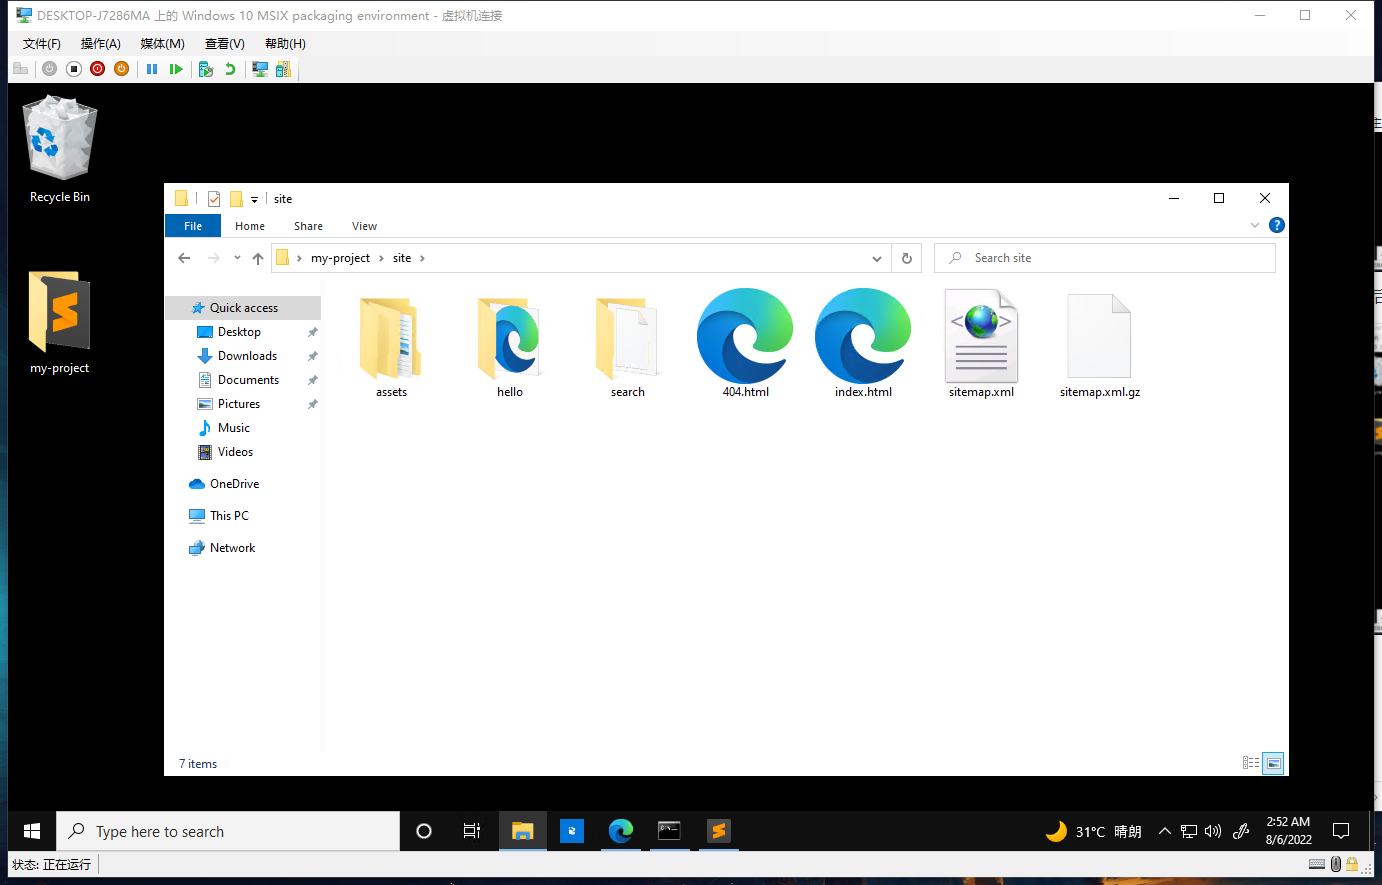 DESKTOP-J7286MA 上的 Windows 10 MSIX packaging environment - 虚拟机连接
文件(F) 操作(A) 媒体(M) 查看(V) 帮助(H)
Recycle Bin
my-project
site
File Home Share View
my-project site
Search site
Quick access
Desktop
Downloads
Documents
Pictures
Music
Videos
OneDrive
This PC
Network
assets
hello
search
404.html
index.html
sitemap.xml
sitemap.xml.gz
7 items
Type here to search
31°C 晴朗
2:52 AM
8/6/2022
状态: 正在运行